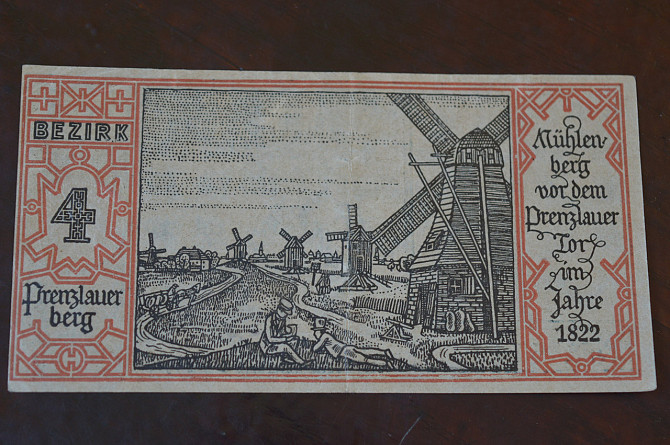 BEZIRK
4
Prenzlauer
berg
Mühlen-
berg
vor dem
Prenzlauer
Tor
im
Jahre
1822